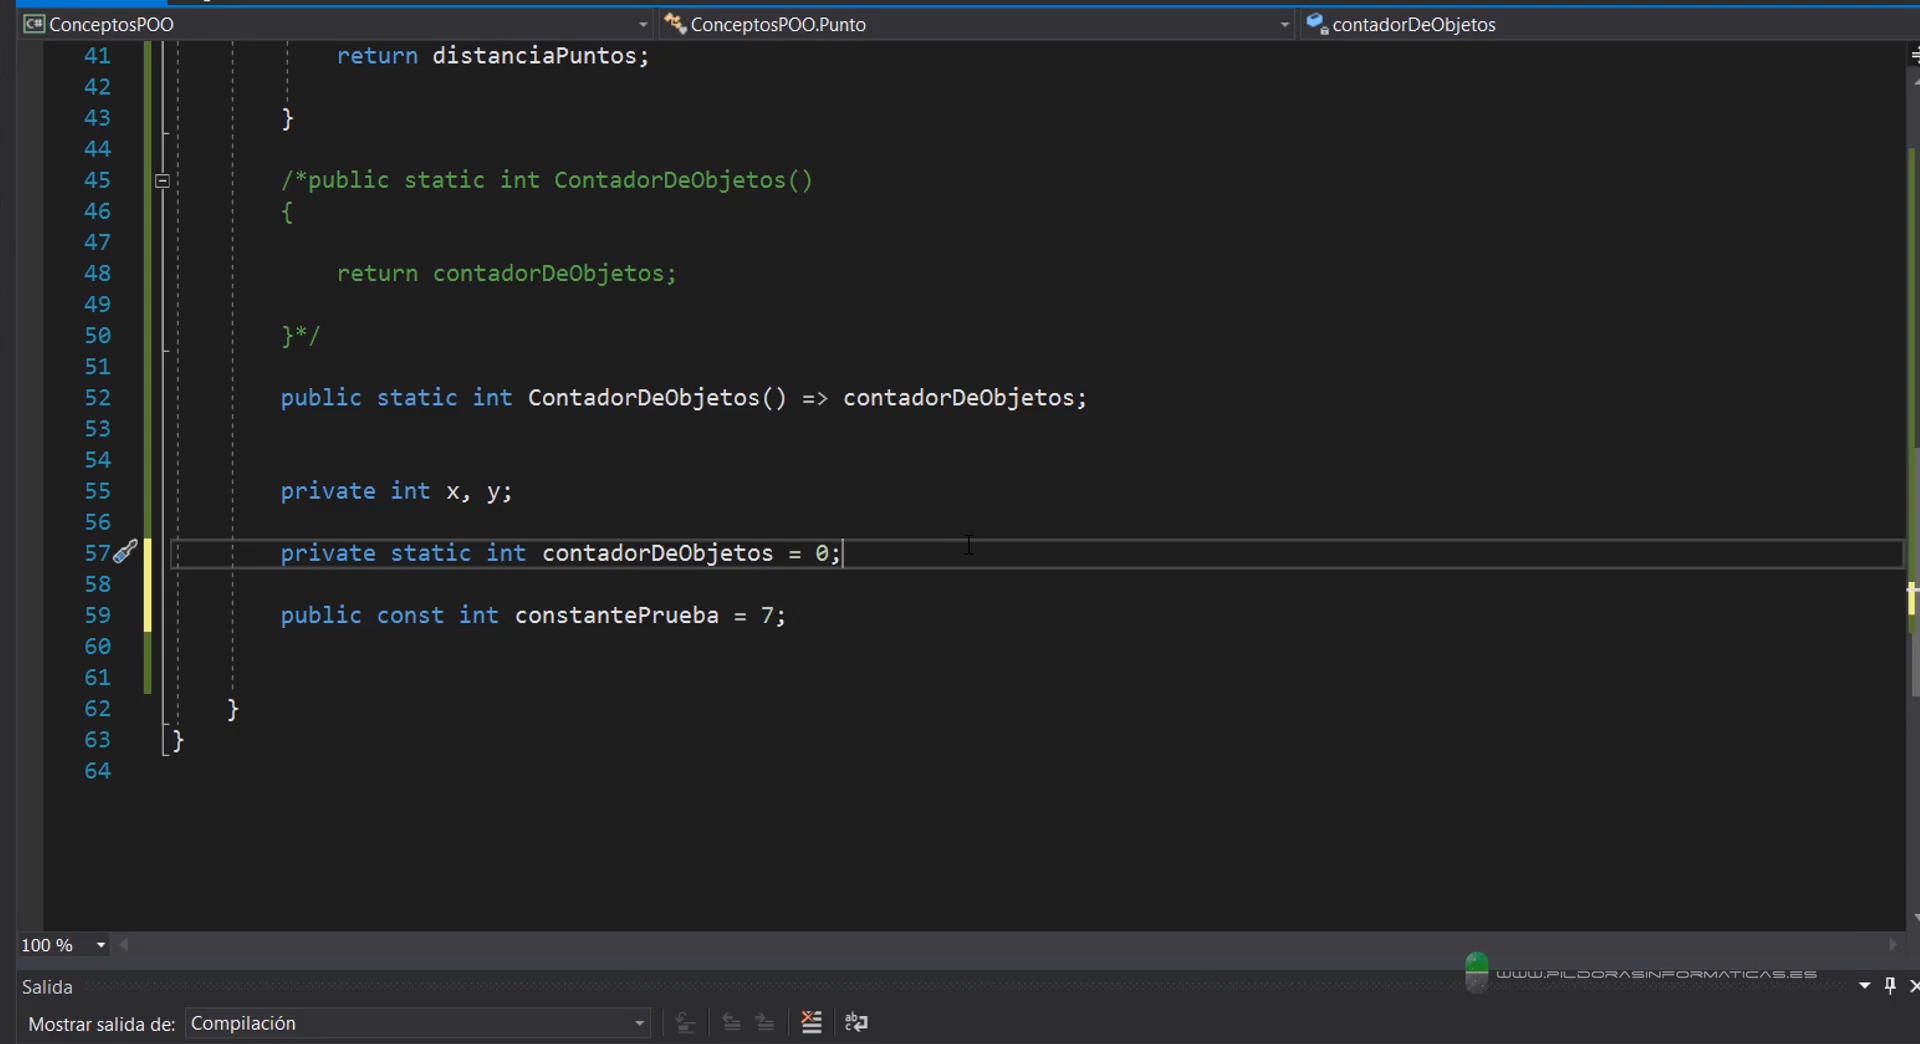 ConceptosPOO ConceptosPOO.Punto contadorDeObjetos
41 return distanciaPuntos;
42
43 }
44
45 /*public static int ContadorDeObjetos()
46 {
47
48 return contadorDeObjetos;
49
50 }*/
51
52 public static int ContadorDeObjetos() => contadorDeObjetos;
53
54
55 private int x, y;
56
57 private static int contadorDeObjetos = 0;
58
59 public const int constantePrueba = 7;
60
61
62 }
63 }
64
100 %
WWW.PILDORASINFORMATICAS.ES
Salida
Mostrar salida de: Compilación